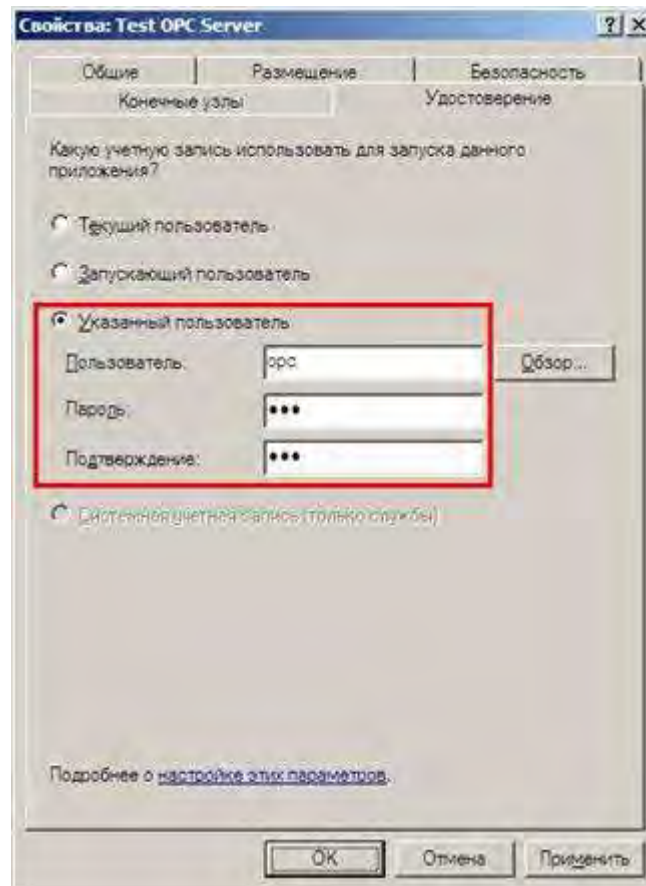 Свойства: Test OPC Server
Общие Размещение Безопасность
Конечные узлы Удостоверение
Какую учетную запись использовать для запуска данного
приложения?
Текущий пользователь
Запускающий пользователь
Указанный пользователь
Пользователь: opc Обзор...
Пароль: •••
Подтверждение: •••
Системная учетная запись (только службы)
Подробнее о настройке этих параметров.
ОК Отмена Применить